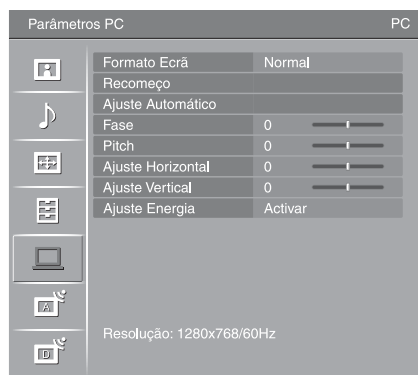 Parâmetros PC PC
Formato Ecrã Normal
Recomeço
Ajuste Automático
Fase 0
Pitch 0
Ajuste Horizontal 0
Ajuste Vertical 0
Ajuste Energia Activar
A
D
Resolução: 1280x768/60Hz